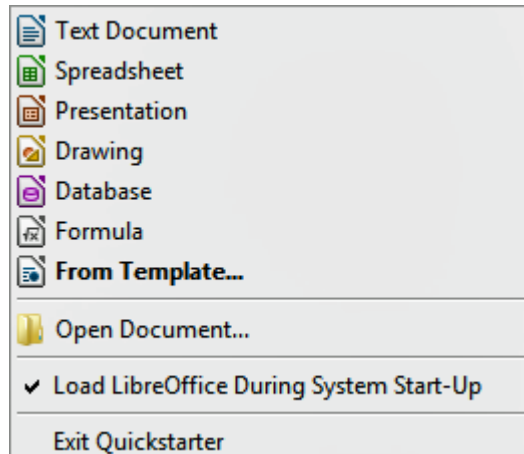 Text Document
Spreadsheet
Presentation
Drawing
Database
Formula
From Template...
Open Document...
Load LibreOffice During System Start-Up
Exit Quickstarter